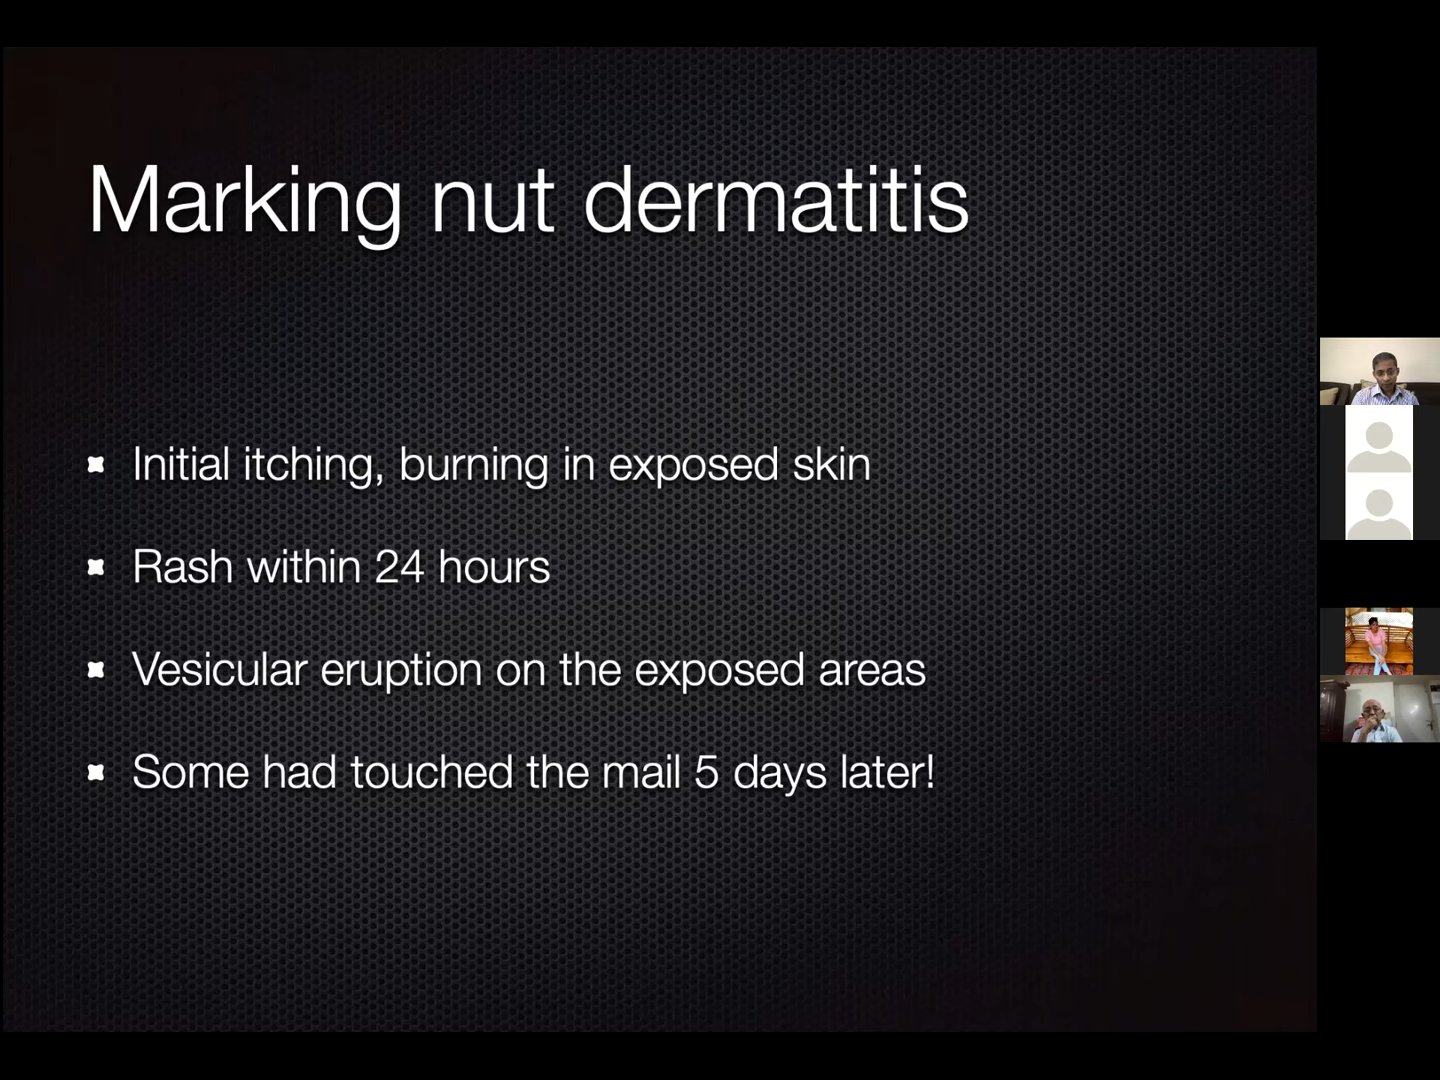 Marking nut dermatitis
Initial itching, burning in exposed skin
Rash within 24 hours
Vesicular eruption on the exposed areas
Some had touched the mail 5 days later!